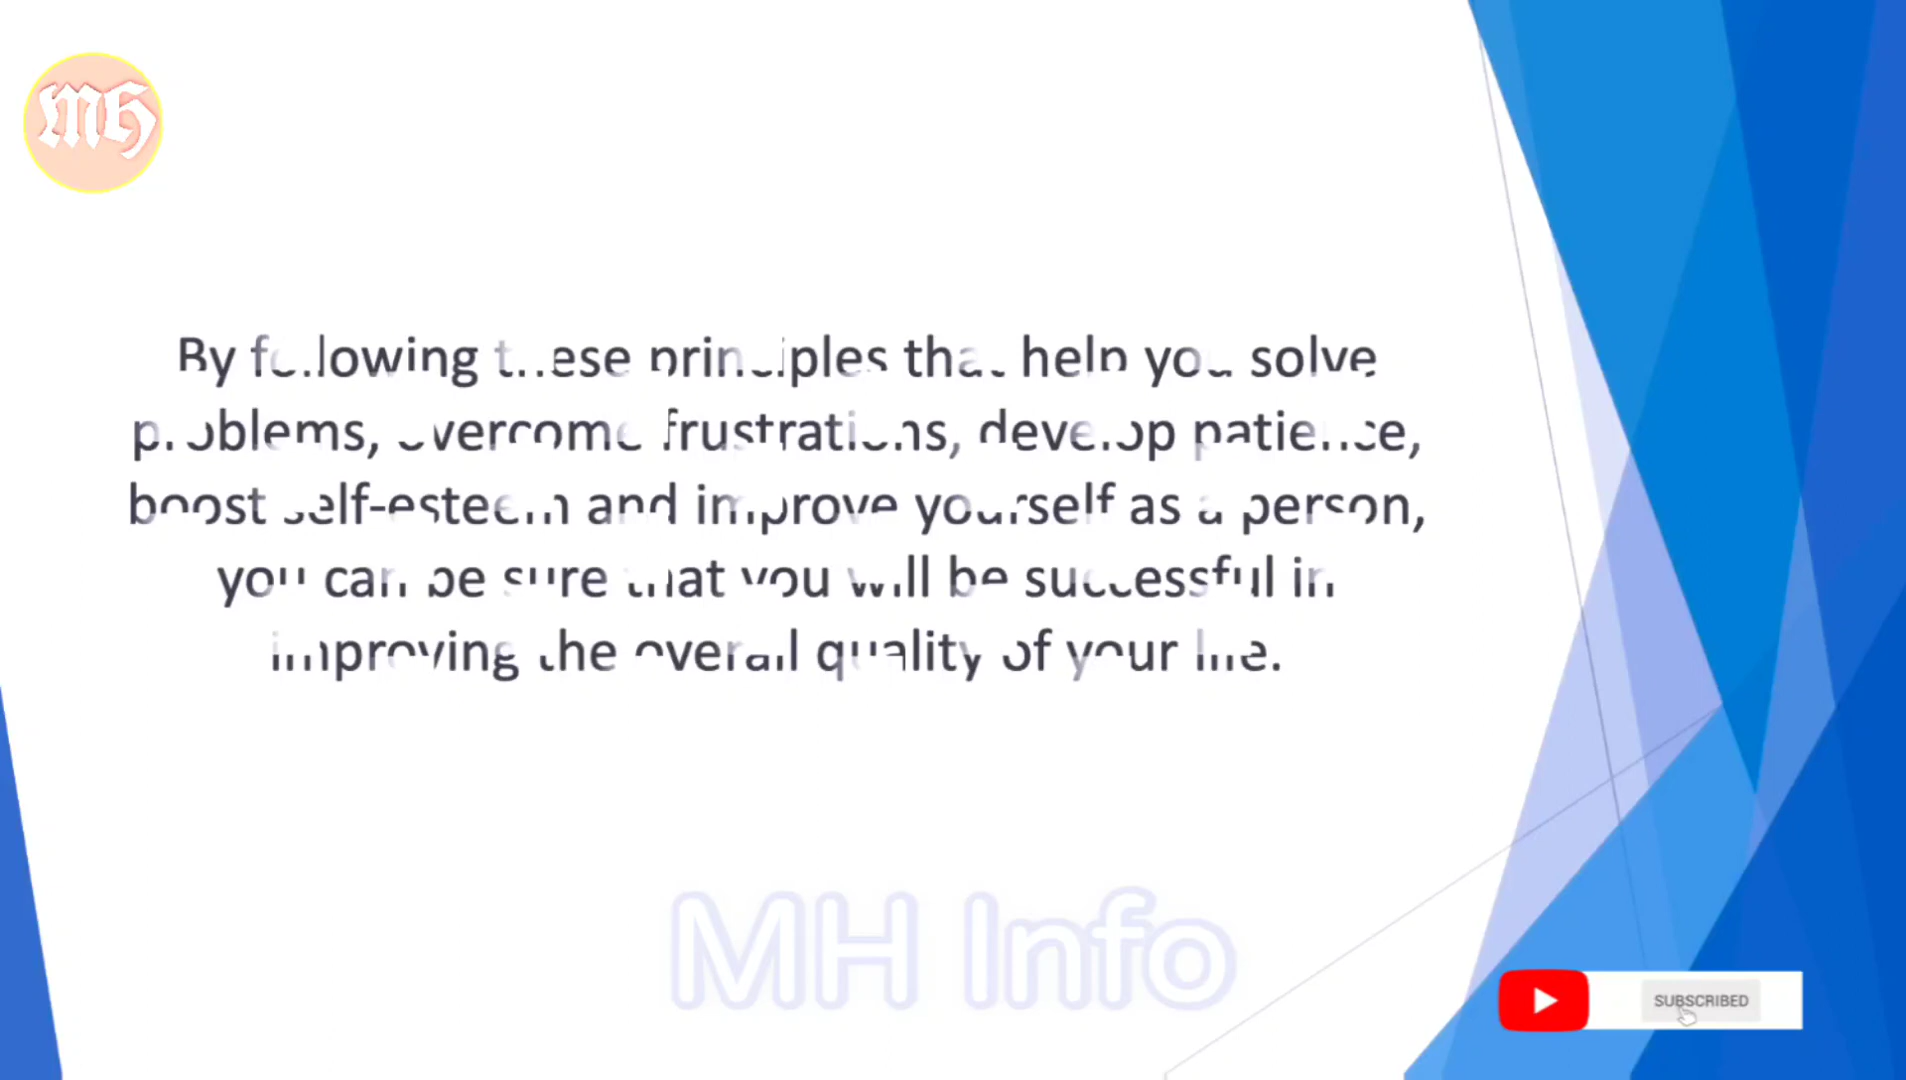 MH
By following these principles that help you solve
problems, overcome frustrations, develop patience,
boost self-esteem and improve yourself as a person,
you can be sure that you will be successful in
improving the overall quality of your life.
MH Info
SUBSCRIBED